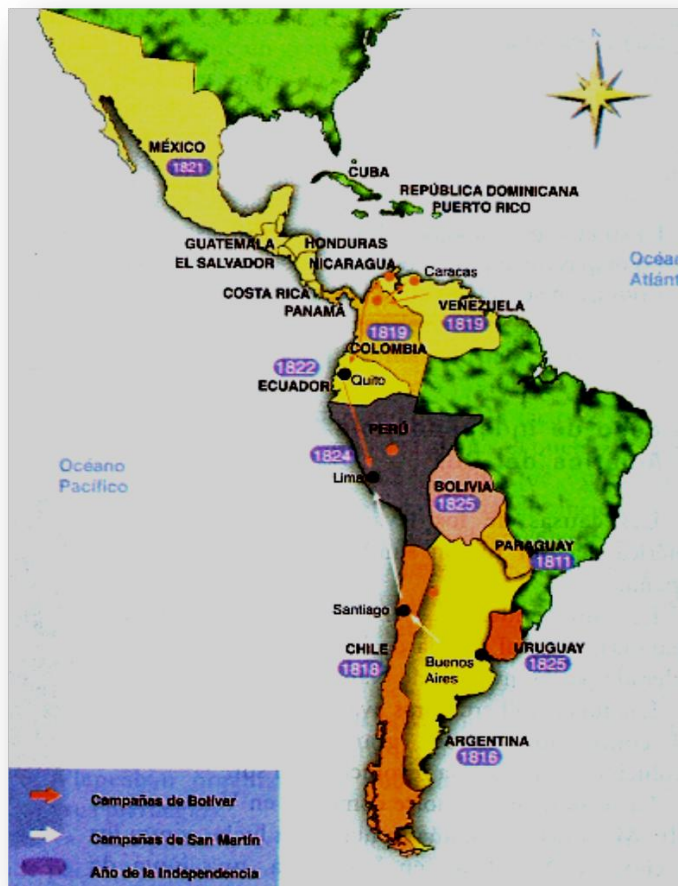 N
MÉXICO
1821
CUBA
REPÚBLICA DOMINICANA
PUERTO RICO
GUATEMALA
HONDURAS
EL SALVADOR
NICARAGUA
Caracas
Océano
Atlánt
COSTA RICA
PANAMÁ
VENEZUELA
1819
1819
COLOMBIA
1822
ECUADOR
Quito
PERÚ
1824
Lima
Océano
Pacífico
BOLIVIA
1825
PARAGUAY
1811
Santiago
CHILE
1818
Buenos
Aires
URUGUAY
1825
ARGENTINA
1816
Campañas de Bolívar
Campañas de San Martín
Año de la Independencia